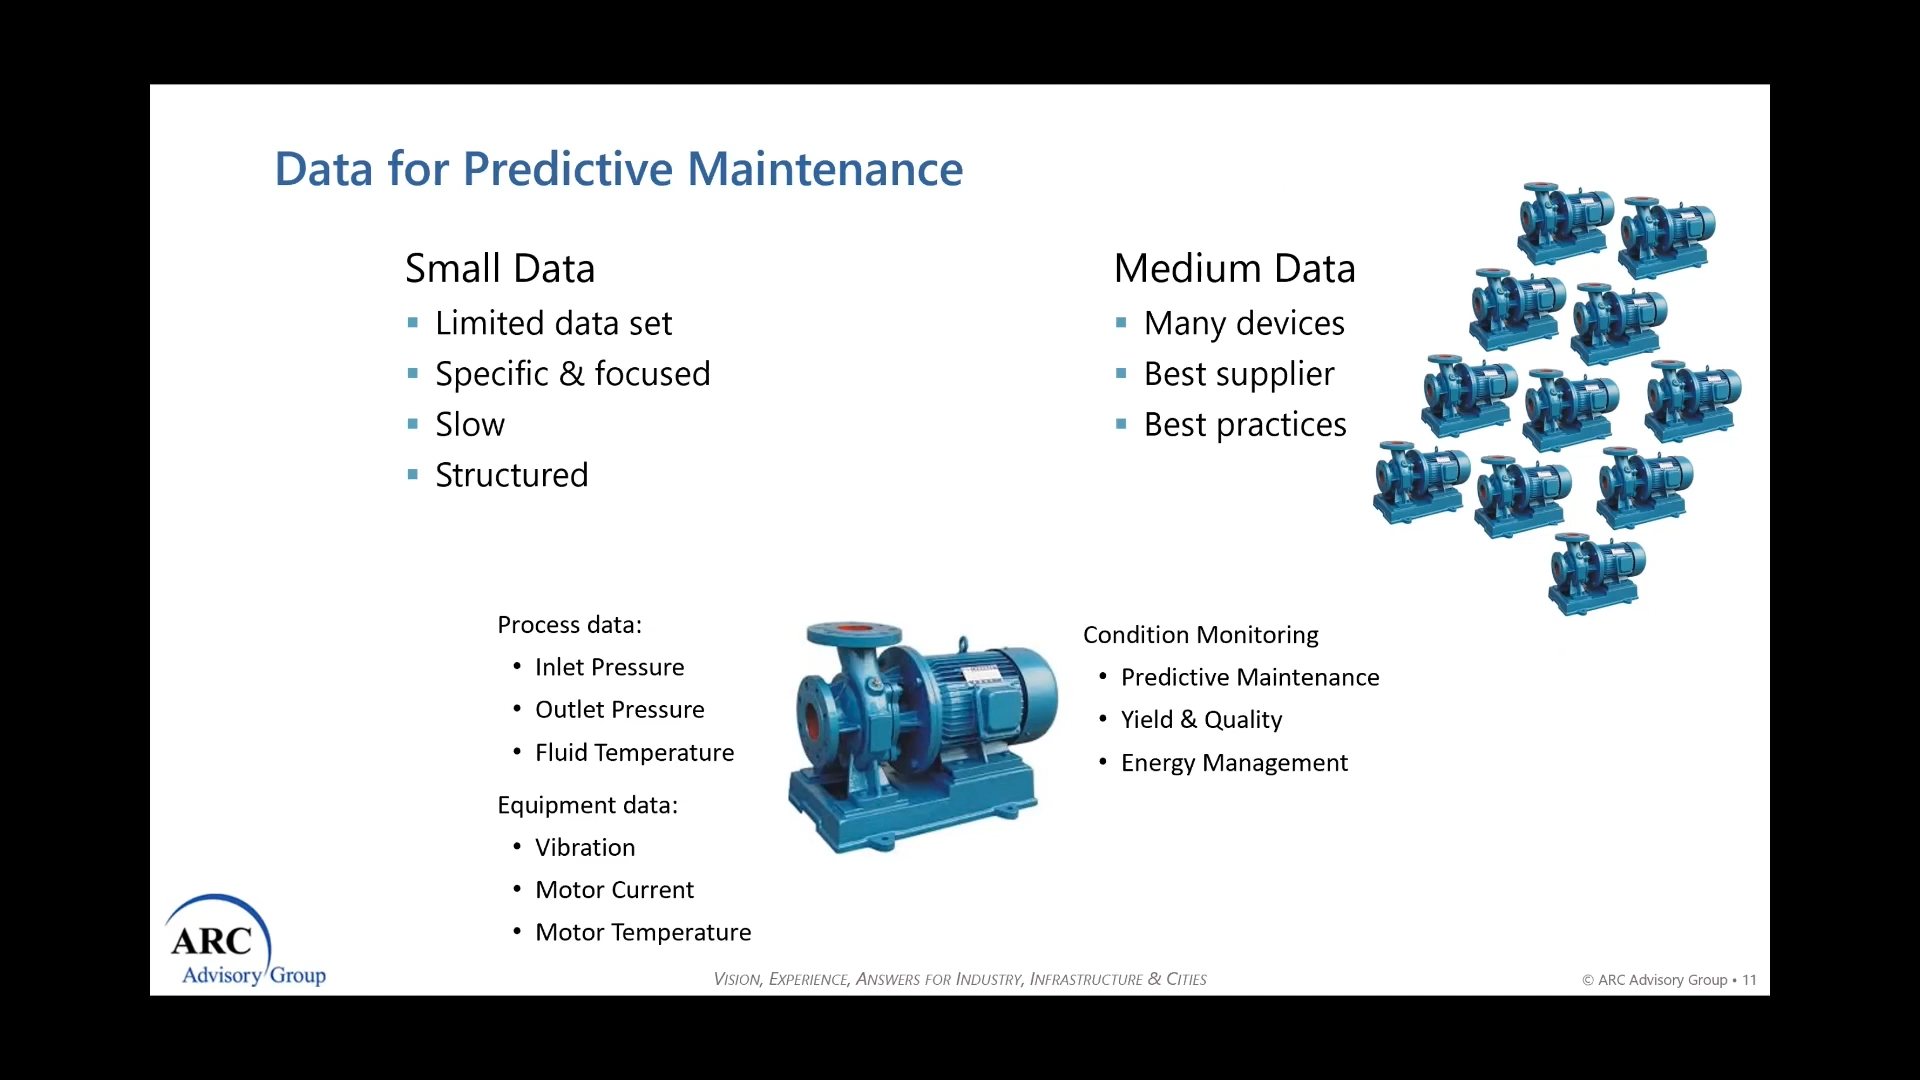 Data for Predictive Maintenance
Small Data
Limited data set
Specific & focused
Slow
Structured
Medium Data
Many devices
Best supplier
Best practices
Process data:
• Inlet Pressure
• Outlet Pressure
• Fluid Temperature
Equipment data:
• Vibration
• Motor Current
• Motor Temperature
Condition Monitoring
• Predictive Maintenance
• Yield & Quality
• Energy Management
ARC
Advisory Group
VISION, EXPERIENCE, ANSWERS FOR INDUSTRY, INFRASTRUCTURE & CITIES
© ARC Advisory Group • 11